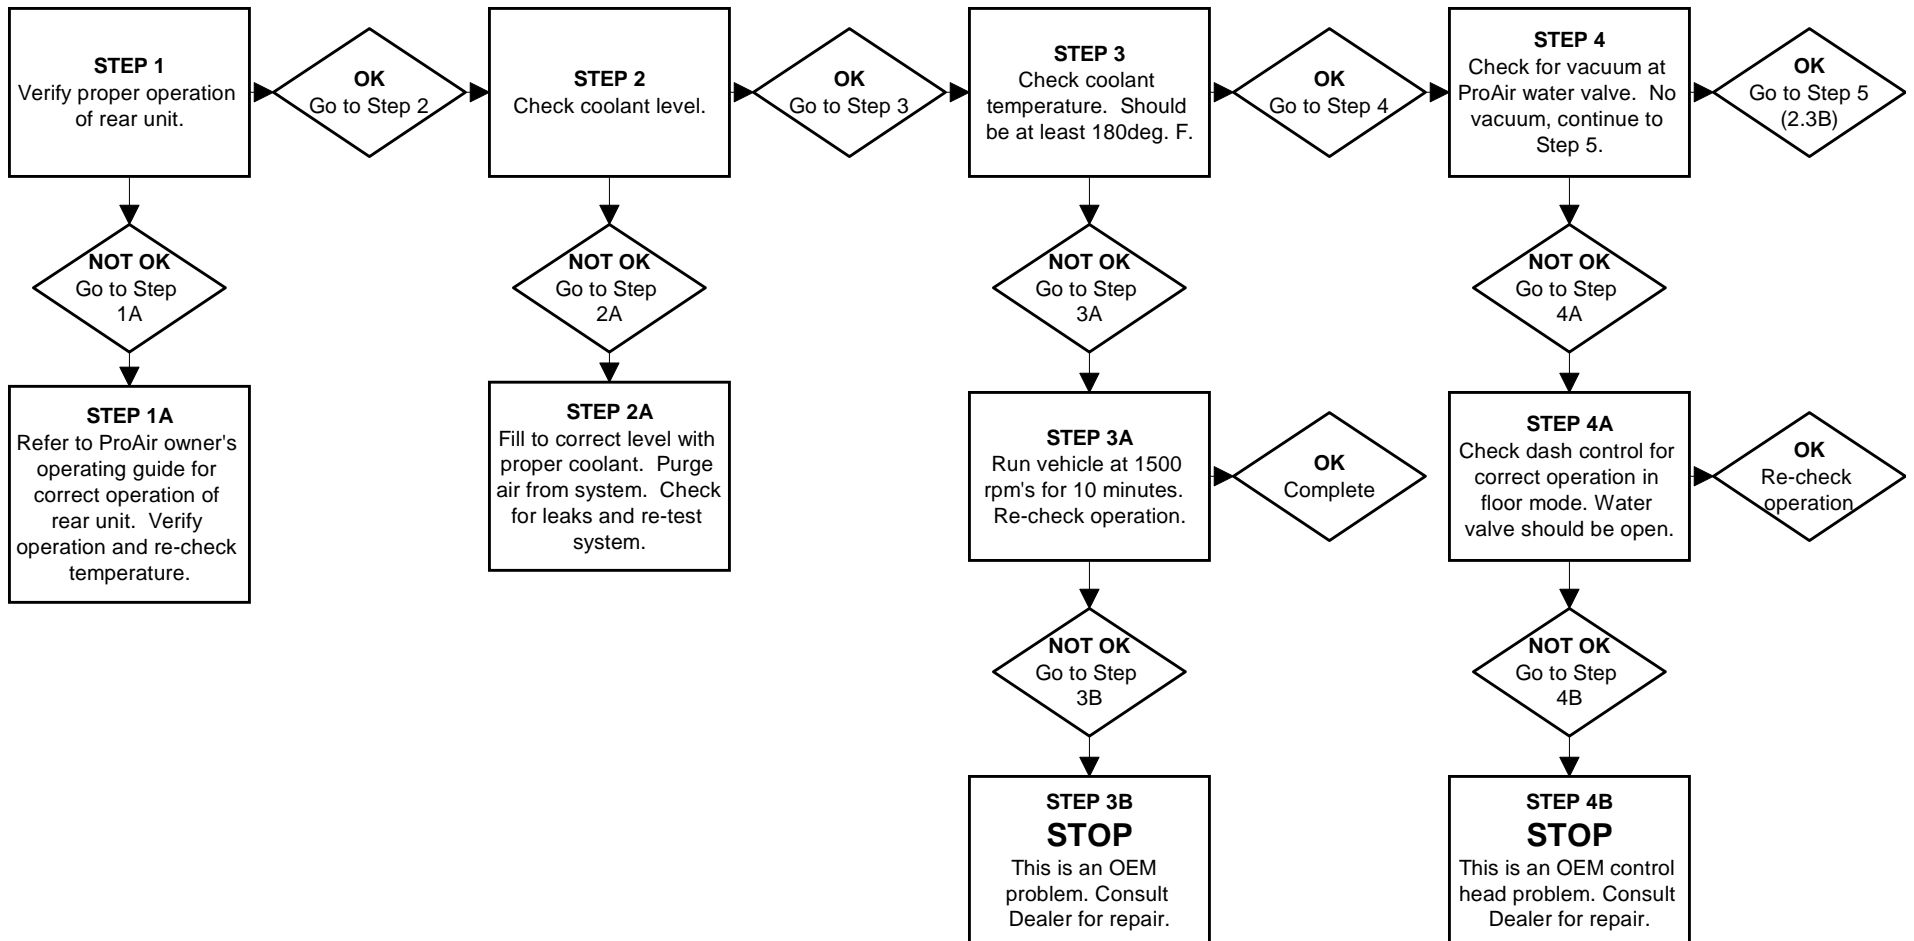 STEP 1
Verify proper operation
of rear unit.
OK
Go to Step 2
STEP 2
Check coolant level.
OK
Go to Step 3
STEP 3
Check coolant
temperature.  Should
be at least 180deg. F.
OK
Go to Step 4
STEP 4
Check for vacuum at
ProAir water valve.  No
vacuum, continue to
Step 5.
OK
Go to Step 5
(2.3B)
NOT OK
Go to Step
1A
NOT OK
Go to Step
2A
NOT OK
Go to Step
3A
NOT OK
Go to Step
4A
STEP 1A
Refer to ProAir owner's
operating guide for
correct operation of
rear unit.  Verify
operation and re-check
temperature.
STEP 2A
Fill to correct level with
proper coolant.  Purge
air from system.  Check
for leaks and re-test
system.
STEP 3A
Run vehicle at 1500
rpm's for 10 minutes.
Re-check operation.
OK
Complete
STEP 4A
Check dash control for
correct operation in
floor mode. Water
valve should be open.
OK
Re-check
operation
NOT OK
Go to Step
3B
NOT OK
Go to Step
4B
STEP 3B
STOP
This is an OEM
problem. Consult
Dealer for repair.
STEP 4B
STOP
This is an OEM control
head problem. Consult
Dealer for repair.